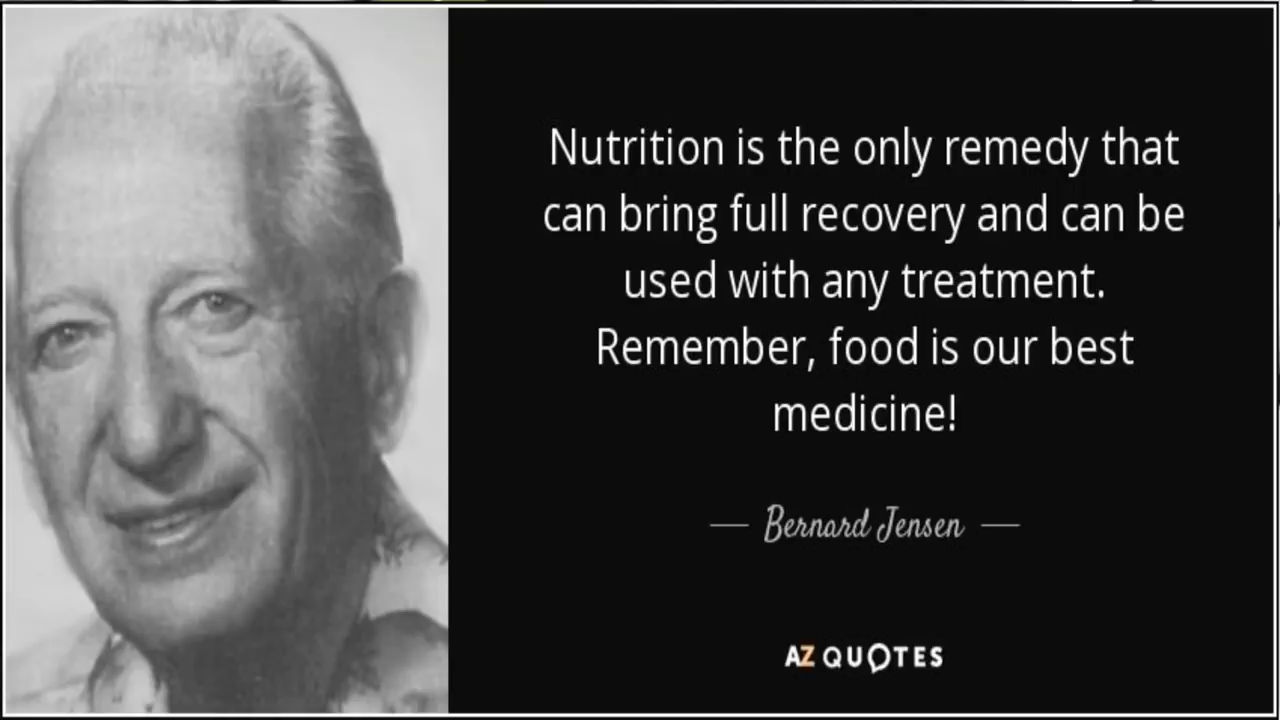 Nutrition is the only remedy that
can bring full recovery and can be
used with any treatment.
Remember, food is our best
medicine!
Bernard Jensen
AZ QUOTES